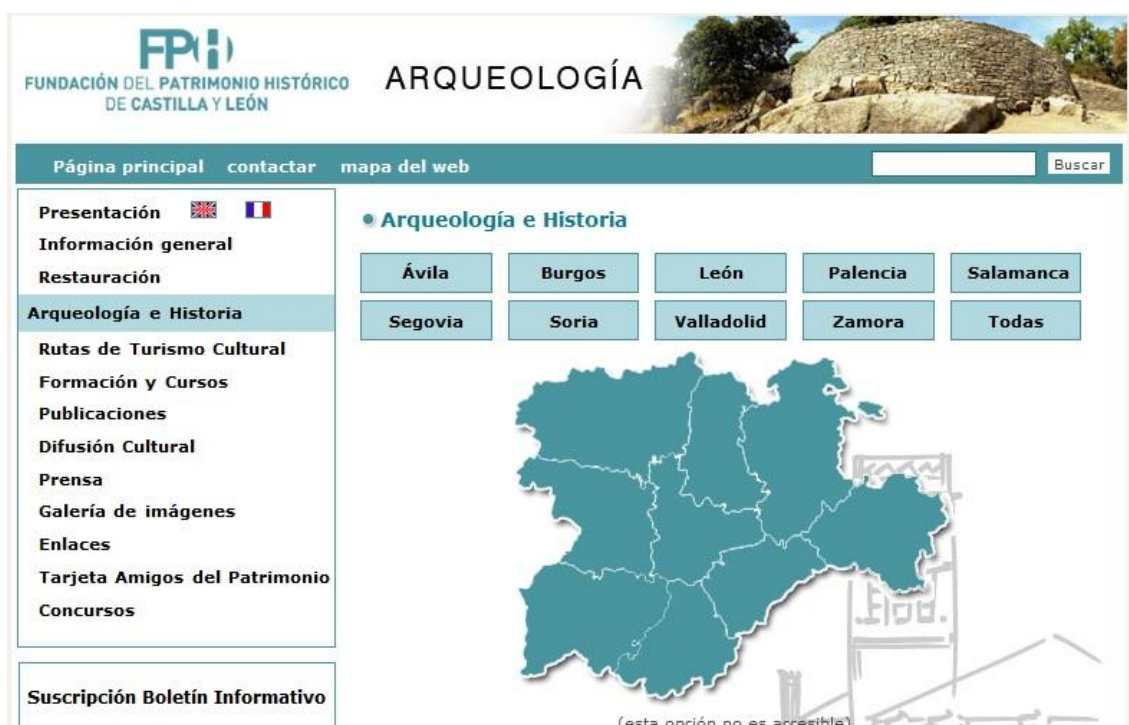 FPH
FUNDACIÓN DEL PATRIMONIO HISTÓRICO
DE CASTILLA Y LEÓN
ARQUEOLOGÍA
Página principal contactar mapa del web
Buscar
Presentación
Información general
Restauración
Arqueología e Historia
Rutas de Turismo Cultural
Formación y Cursos
Publicaciones
Difusión Cultural
Prensa
Galería de imágenes
Enlaces
Tarjeta Amigos del Patrimonio
Concursos
Suscripción Boletín Informativo
Arqueología e Historia
Ávila Burgos León Palencia Salamanca
Segovia Soria Valladolid Zamora Todas
(esta opción no es accesible)